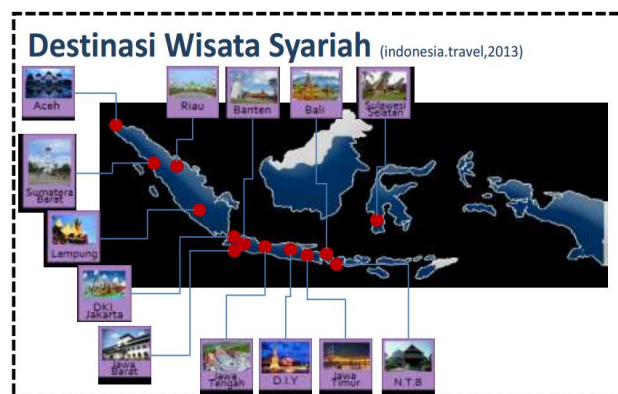 Destinasi Wisata Syariah (indonesia.travel,2013)
Aceh
Riau
Banten
Bali
Sulawesi
Selatan
Sumatera
Barat
Lampung
DKI
Jakarta
Jawa
Barat
Jawa
Tengah
D.I.Y
Jawa
Timur
N.T.B